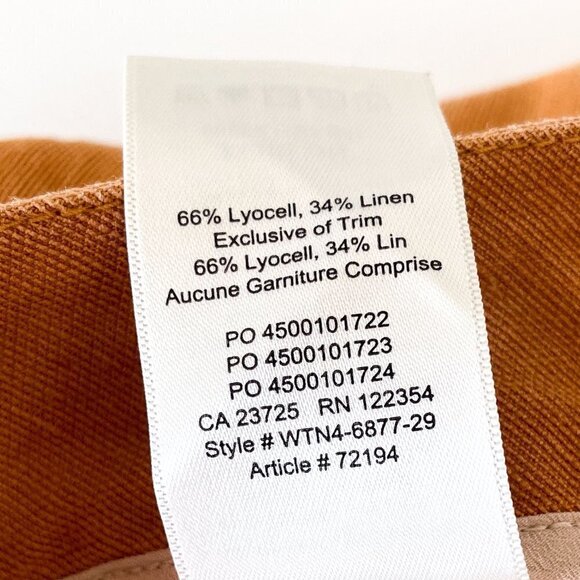 66% Lyocell, 34% Linen
Exclusive of Trim
66% Lyocell, 34% Lin
Aucune Garniture Comprise
PO 4500101722
PO 4500101723
PO 4500101724
CA 23725 RN 122354
Style # WTN4-6877-29
Article # 72194